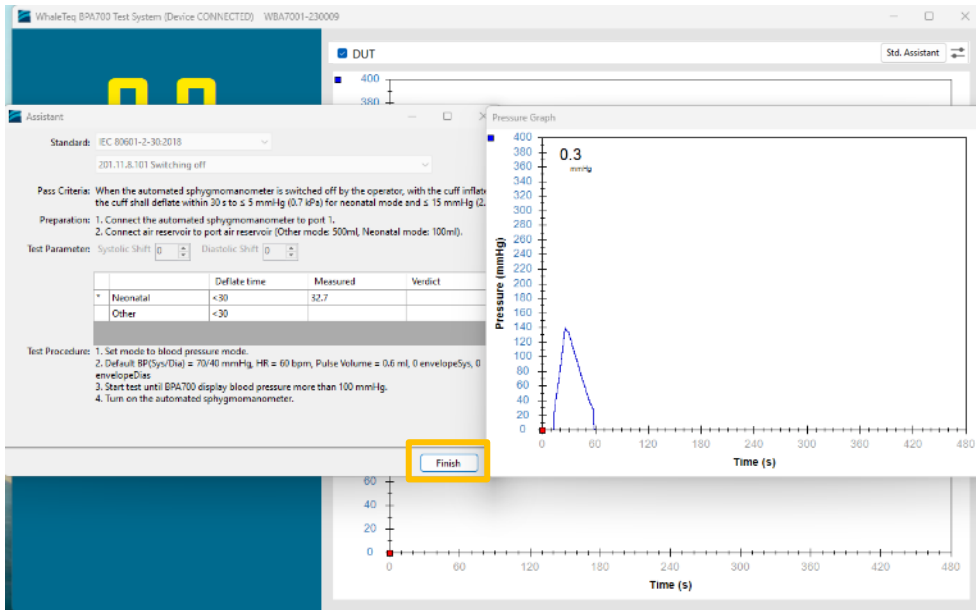 WhaleTeq BPA700 Test System (Device CONNECTED) WBA7001-230009
DUT
Std. Assistant
400
380
Assistant
Standard: IEC 80601-2-30:2018
201.11.8.101 Switching off
Pass Criteria: When the automated sphygmomanometer is switched off by the operator, with the cuff inflate
the cuff shall deflate within 30 s to ≤ 5 mmHg (0.7 kPa) for neonatal mode and ≤ 15 mmHg (2.
Preparation: 1. Connect the automated sphygmomanometer to port 1.
2. Connect air reservoir to port air reservoir (Other mode: 500ml, Neonatal mode: 100ml).
Test Parameter: Systolic Shift 0 Diastolic Shift 0
Deflate time Measured Verdict
* Neonatal <30 32.7
Other <30
Test Procedure: 1. Set mode to blood pressure mode.
2. Default BP(Sys/Dia) = 70/40 mmHg, HR = 60 bpm, Pulse Volume = 0.6 ml, 0 envelopeSys, 0
envelopeDias
3. Start test until BPA700 display blood pressure more than 100 mmHg.
4. Turn on the automated sphygmomanometer.
Finish
Pressure Graph
0.3
mmHg
Pressure (mmHg)
400
380
360
340
320
300
280
260
240
220
200
180
160
140
120
100
80
60
40
20
0
0 60 120 180 240 300 360 420 480
Time (s)
60
40
20
0
0 60 120 180 240 300 360 420 480
Time (s)